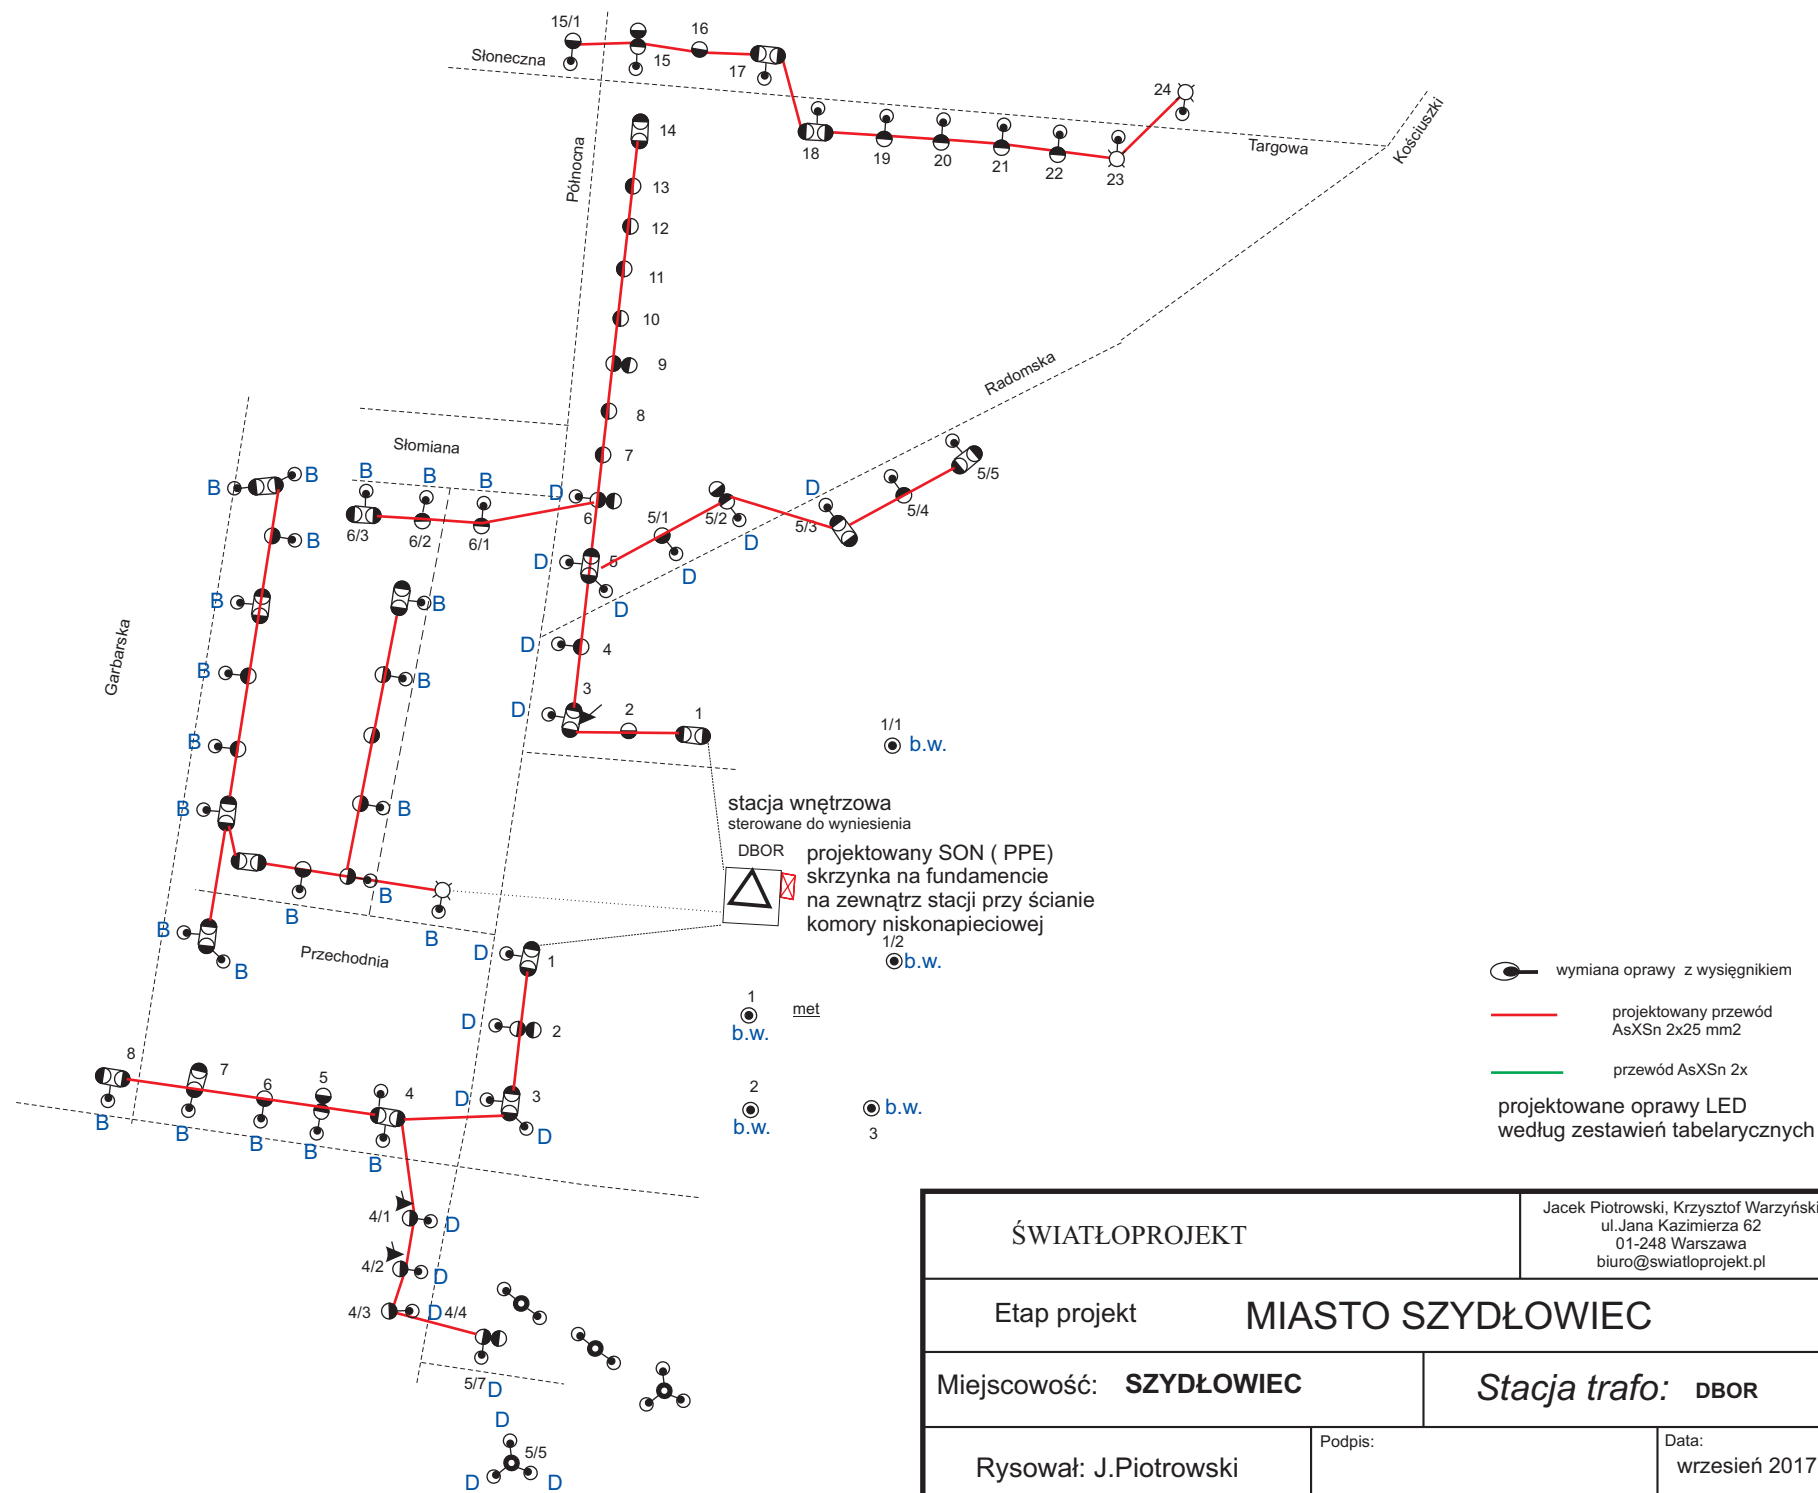 15/1
16
15
17
Słoneczna
24
14
18
19
20
21
22
23
Targowa
Kościuszki
Północna
13
12
11
10
9
8
7
Radomska
Słomiana
B
B
B
B
B
6/3
6/2
6/1
D
6
5/1
5/2
D
5/3
5/4
5/5
B
D
5
D
D
D
B
B
D
4
Garbarska
B
B
D
3
2
1
1/1
b.w.
B
B
B
stacja wnętrzowa
sterowane do wyniesienia
DBOR
projektowany SON ( PPE)
skrzynka na fundamencie
na zewnątrz stacji przy ścianie
komory niskonapieciowej
B
B
B
B
B
Przechodnia
D
1
1/2
b.w.
1
met
b.w.
D
2
2
b.w.
b.w.
3
8
7
6
5
4
D
3
D
B
B
B
B
B
4/1
D
4/2
D
4/3
D
4/4
5/7
D
D
5/5
D
D
wymiana oprawy z wysięgnikiem
projektowany przewód
AsXSn 2x25 mm2
przewód AsXSn 2x
projektowane oprawy LED
według zestawień tabelarycznych
ŚWIATŁOPROJEKT
Jacek Piotrowski, Krzysztof Warzyński
ul.Jana Kazimierza 62
01-248 Warszawa
biuro@swiatloprojekt.pl
Etap projekt
MIASTO SZYDŁOWIEC
Miejscowość: SZYDŁOWIEC
Stacja trafo: DBOR
Rysował: J.Piotrowski
Podpis:
Data:
wrzesień 2017